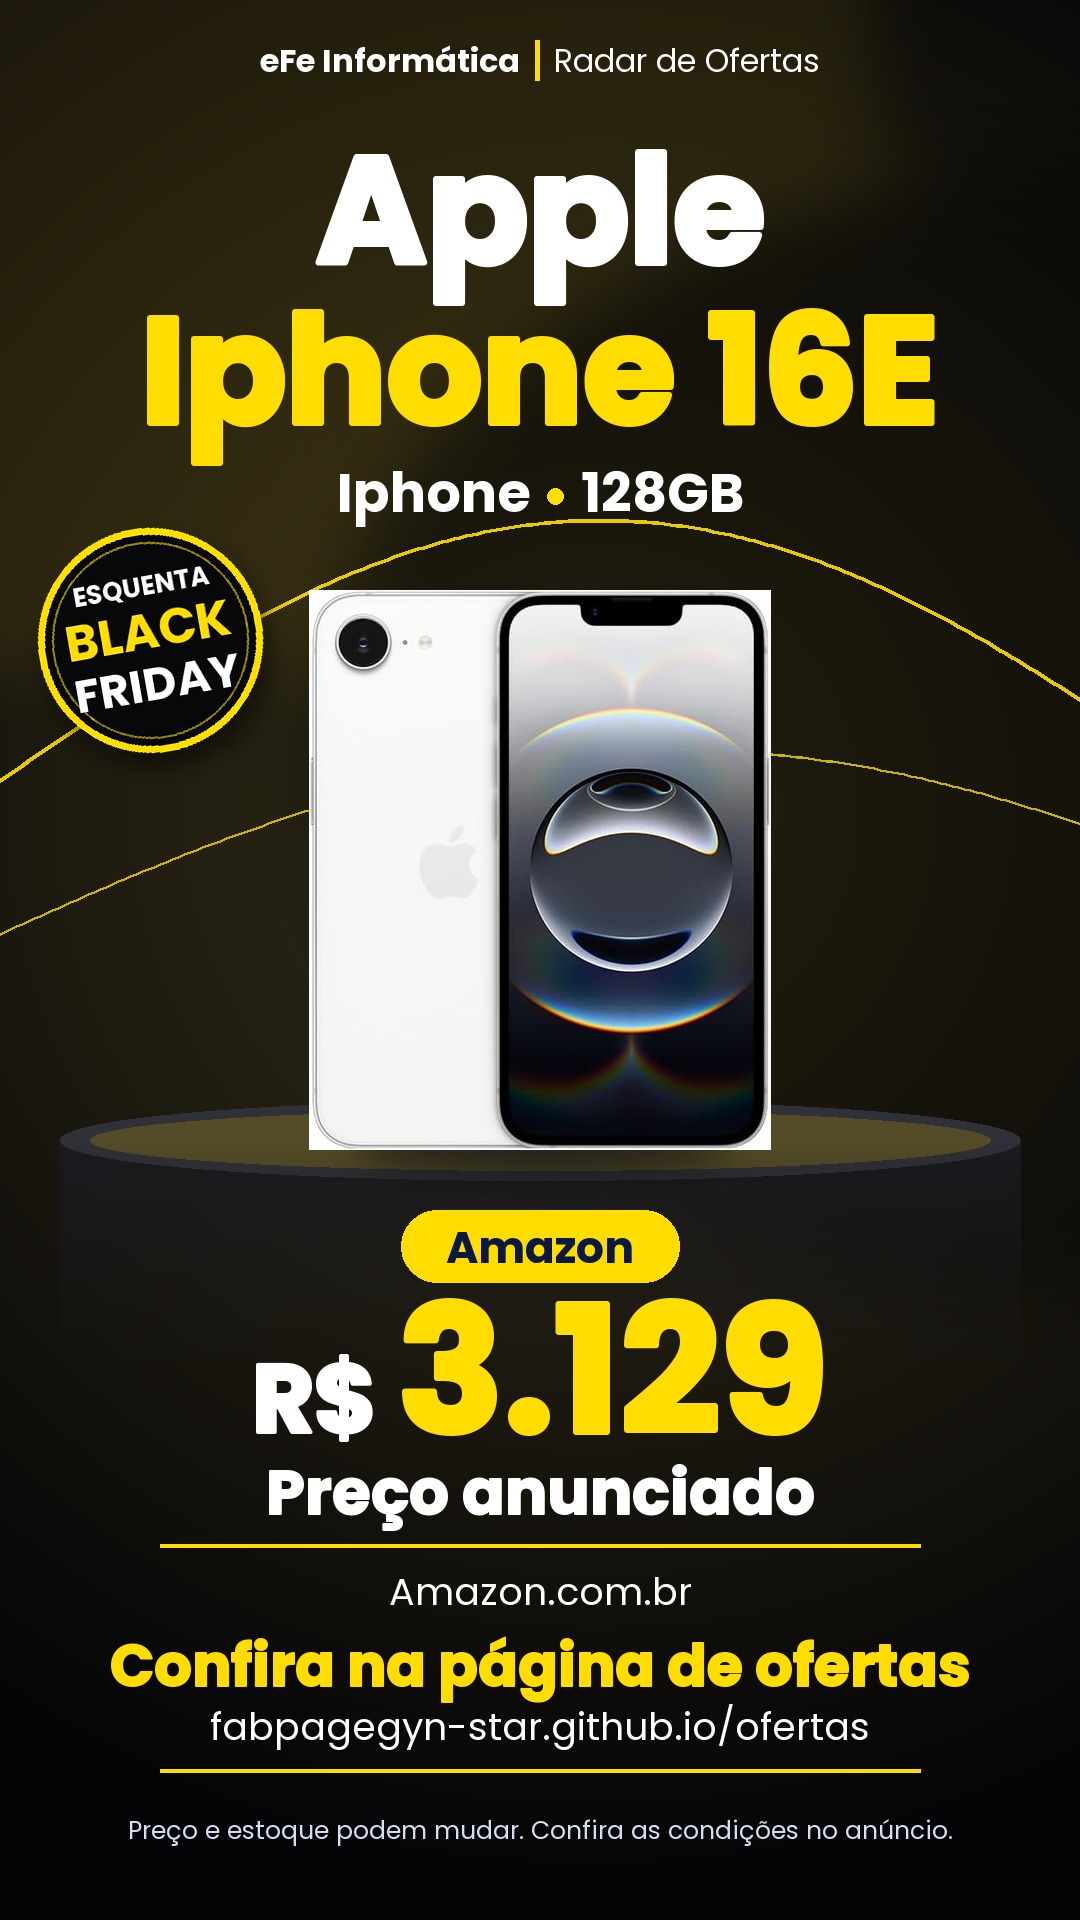 eFe Informática | Radar de Ofertas
Apple
Iphone 16E
Iphone • 128GB
ESQUENTA
BLACK
FRIDAY
Amazon
R$ 3.129
Preço anunciado
Amazon.com.br
Confira na página de ofertas
fabpagegyn-star.github.io/ofertas
Preço e estoque podem mudar. Confira as condições no anúncio.